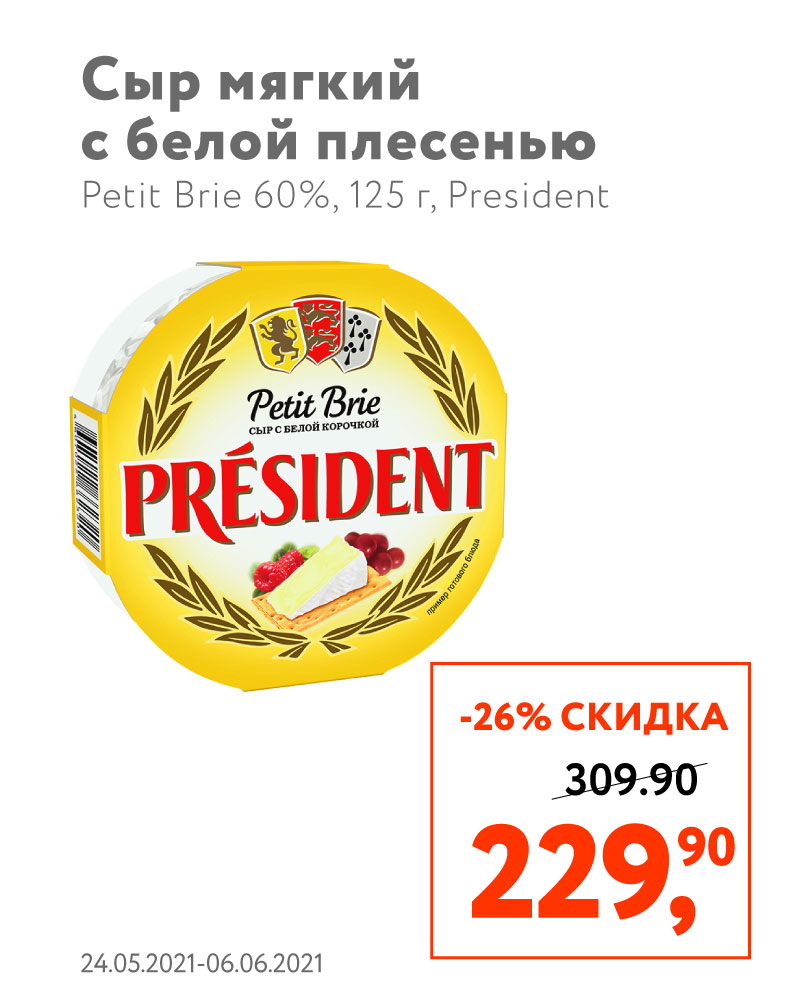 Сыр мягкий
с белой плесенью
Petit Brie 60%, 125 г, President
Petit Brie
СЫР С БЕЛОЙ КОРОЧКОЙ
PRÉSIDENT
пример готового блюда
-26% СКИДКА
309.90
229,90
24.05.2021-06.06.2021